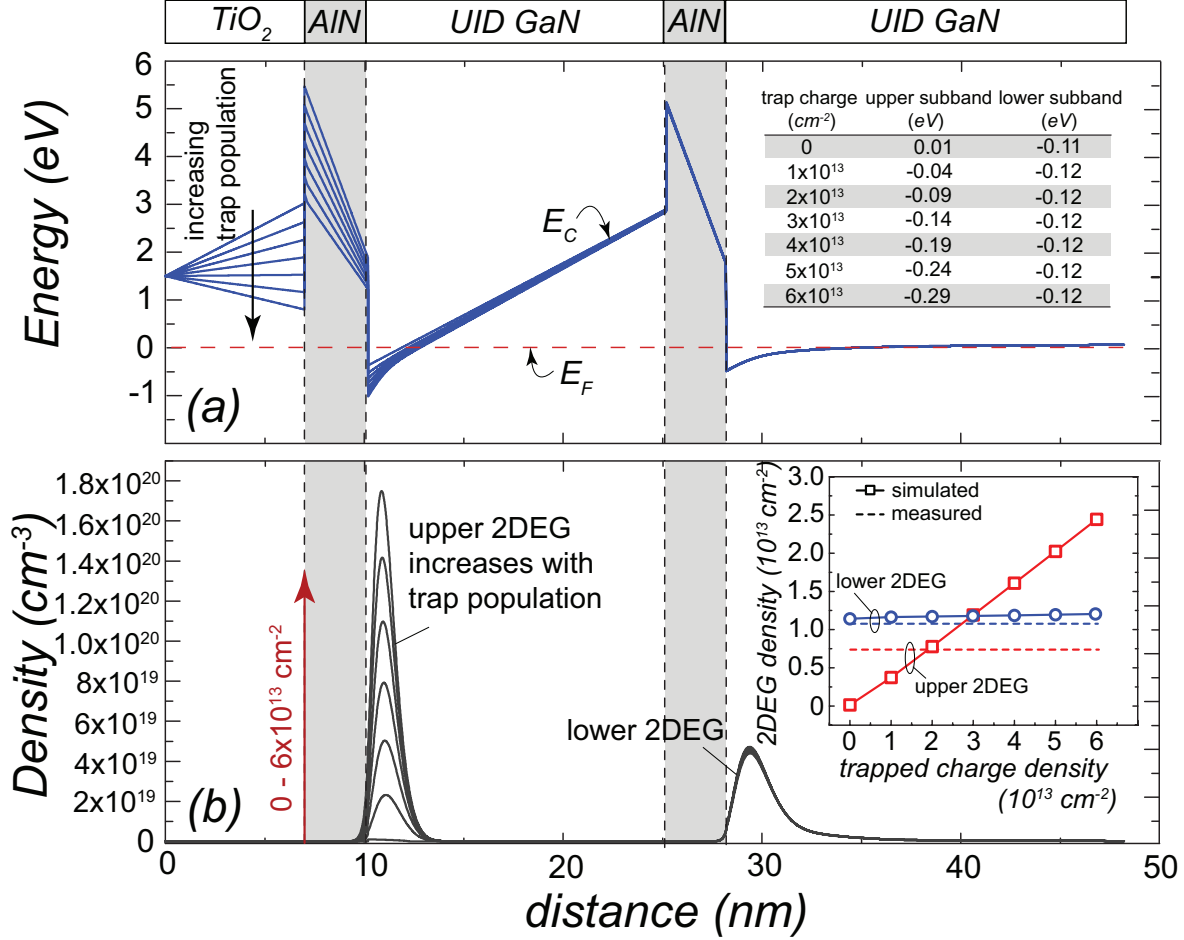 TiO2 AlN UID GaN AlN UID GaN
Energy (eV)
6
5
4
3
2
1
0
-1
increasing
trap population
EC
EF
(a)
trap charge upper subband lower subband
(cm-2) (eV) (eV)
0 0.01 -0.11
1x10^13 -0.04 -0.12
2x10^13 -0.09 -0.12
3x10^13 -0.14 -0.12
4x10^13 -0.19 -0.12
5x10^13 -0.24 -0.12
6x10^13 -0.29 -0.12
Density (cm-3)
1.8x10^20
1.6x10^20
1.4x10^20
1.2x10^20
1.0x10^20
8x10^19
6x10^19
4x10^19
2x10^19
0
0 - 6x10^13 cm-2
upper 2DEG
increases with
trap population
lower 2DEG
(b)
2DEG density (10^13 cm-2)
3.0
2.5
2.0
1.5
1.0
0.5
0
simulated
measured
lower 2DEG
upper 2DEG
0 1 2 3 4 5 6
trapped charge density
(10^13 cm-2)
0 10 20 30 40 50
distance (nm)